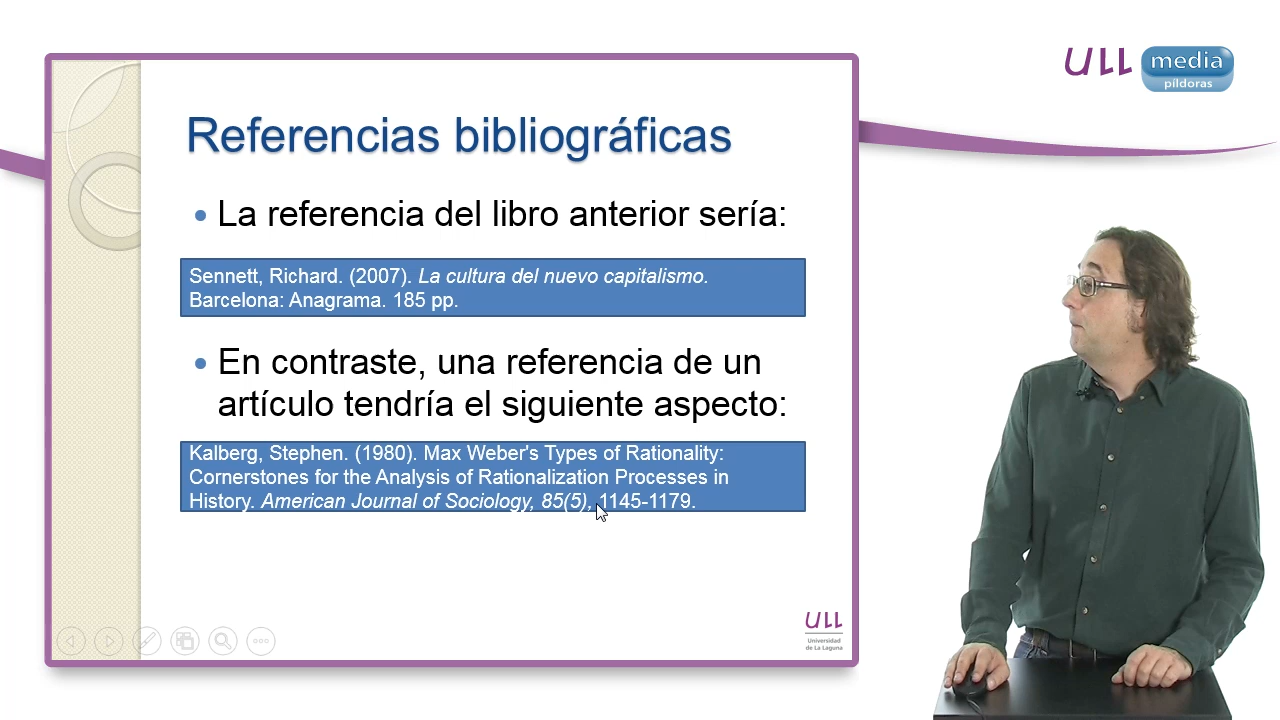 ULL media
píldoras
Referencias bibliográficas
• La referencia del libro anterior sería:
Sennett, Richard. (2007). La cultura del nuevo capitalismo.
Barcelona: Anagrama. 185 pp.
• En contraste, una referencia de un
artículo tendría el siguiente aspecto:
Kalberg, Stephen. (1980). Max Weber's Types of Rationality:
Cornerstones for the Analysis of Rationalization Processes in
History. American Journal of Sociology, 85(5), 1145-1179.
ULL
Universidad
de La Laguna